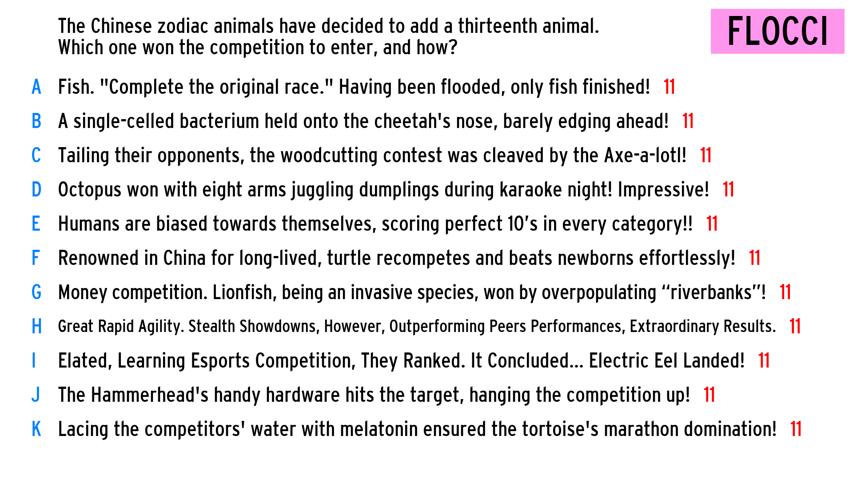 The Chinese zodiac animals have decided to add a thirteenth animal.
Which one won the competition to enter, and how?
FLOCCI
A Fish. "Complete the original race." Having been flooded, only fish finished! 11
B A single-celled bacterium held onto the cheetah's nose, barely edging ahead! 11
C Tailing their opponents, the woodcutting contest was cleaved by the Axe-a-lotl! 11
D Octopus won with eight arms juggling dumplings during karaoke night! Impressive! 11
E Humans are biased towards themselves, scoring perfect 10's in every category!! 11
F Renowned in China for long-lived, turtle recompetes and beats newborns effortlessly! 11
G Money competition. Lionfish, being an invasive species, won by overpopulating “riverbanks”! 11
H Great Rapid Agility. Stealth Showdowns, However, Outperforming Peers Performances, Extraordinary Results. 11
I Elated, Learning Esports Competition, They Ranked. It Concluded... Electric Eel Landed! 11
J The Hammerhead's handy hardware hits the target, hanging the competition up! 11
K Lacing the competitors' water with melatonin ensured the tortoise's marathon domination! 11